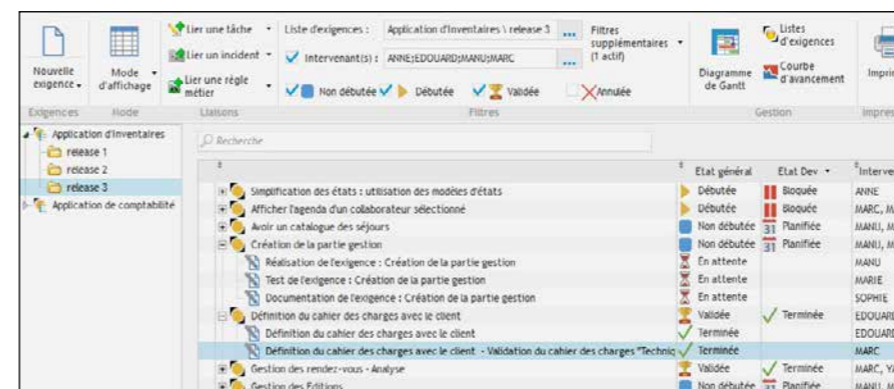 Nouvelle exigence
Mode d'affichage
Lier une tâche
Lier un incident
Lier une règle métier
Liste d'exigences : Application d'Inventaires \ release 3 ...
Intervenant(s) : ANNE;EDOUARD;MANU;MARC ...
Non débutée Débutée Validée Annulée
Filtres supplémentaires (1 actif)
Diagramme de Gantt
Listes d'exigences
Courbe d'avancement
Imprim
Exigences Mode Liaisons Filtres Gestion Impres
Application d'Inventaires
release 1
release 2
release 3
Application de comptabilité
Recherche
Etat général Etat Dev Interve
Simplification des états : utilisation des modèles d'états Débutée Bloquée ANNE
Afficher l'agenda d'un collaborateur sélectionné Débutée Bloquée MARC, M
Avoir un catalogue des séjours Non débutée 31 Planifiée MANU, M
Création de la partie gestion Non débutée 31 Planifiée MANU, M
Réalisation de l'exigence : Création de la partie gestion En attente MANU
Test de l'exigence : Création de la partie gestion En attente MARIE
Documentation de l'exigence : Création de la partie gestion En attente SOPHIE
Définition du cahier des charges avec le client Validée Terminée EDOUARD
Définition du cahier des charges avec le client Terminée EDOUARD
Définition du cahier des charges avec le client - Validation du cahier des charges "Techniq Terminée MARC
Gestion des rendez-vous - Analyse Validée Terminée MARC, Y
Gestion des Editions Non débutée 31 Planifiée MANU, M